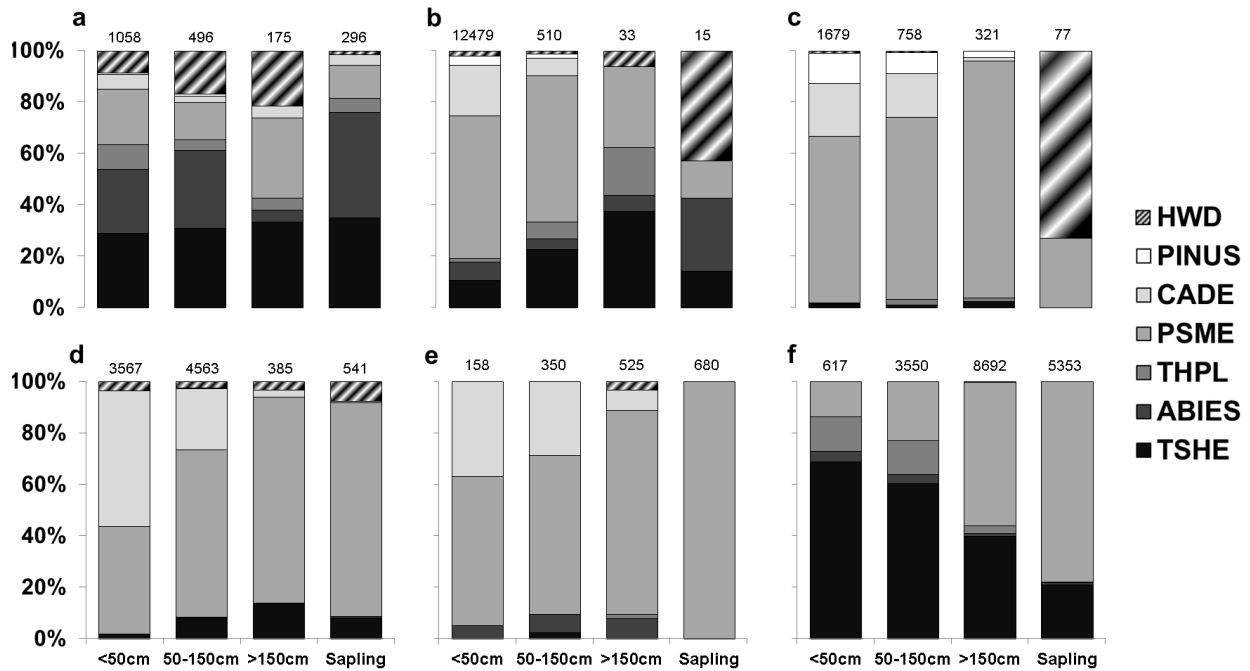 a
b
c
1058 496 175 296
12479 510 33 15
1679 758 321 77
100%
80%
60%
40%
20%
0%
HWD
PINUS
CADE
PSME
THPL
ABIES
TSHE
d
e
f
3567 4563 385 541
158 350 525 680
617 3550 8692 5353
100%
80%
60%
40%
20%
0%
<50cm 50-150cm >150cm Sapling
<50cm 50-150cm >150cm Sapling
<50cm 50-150cm >150cm Sapling